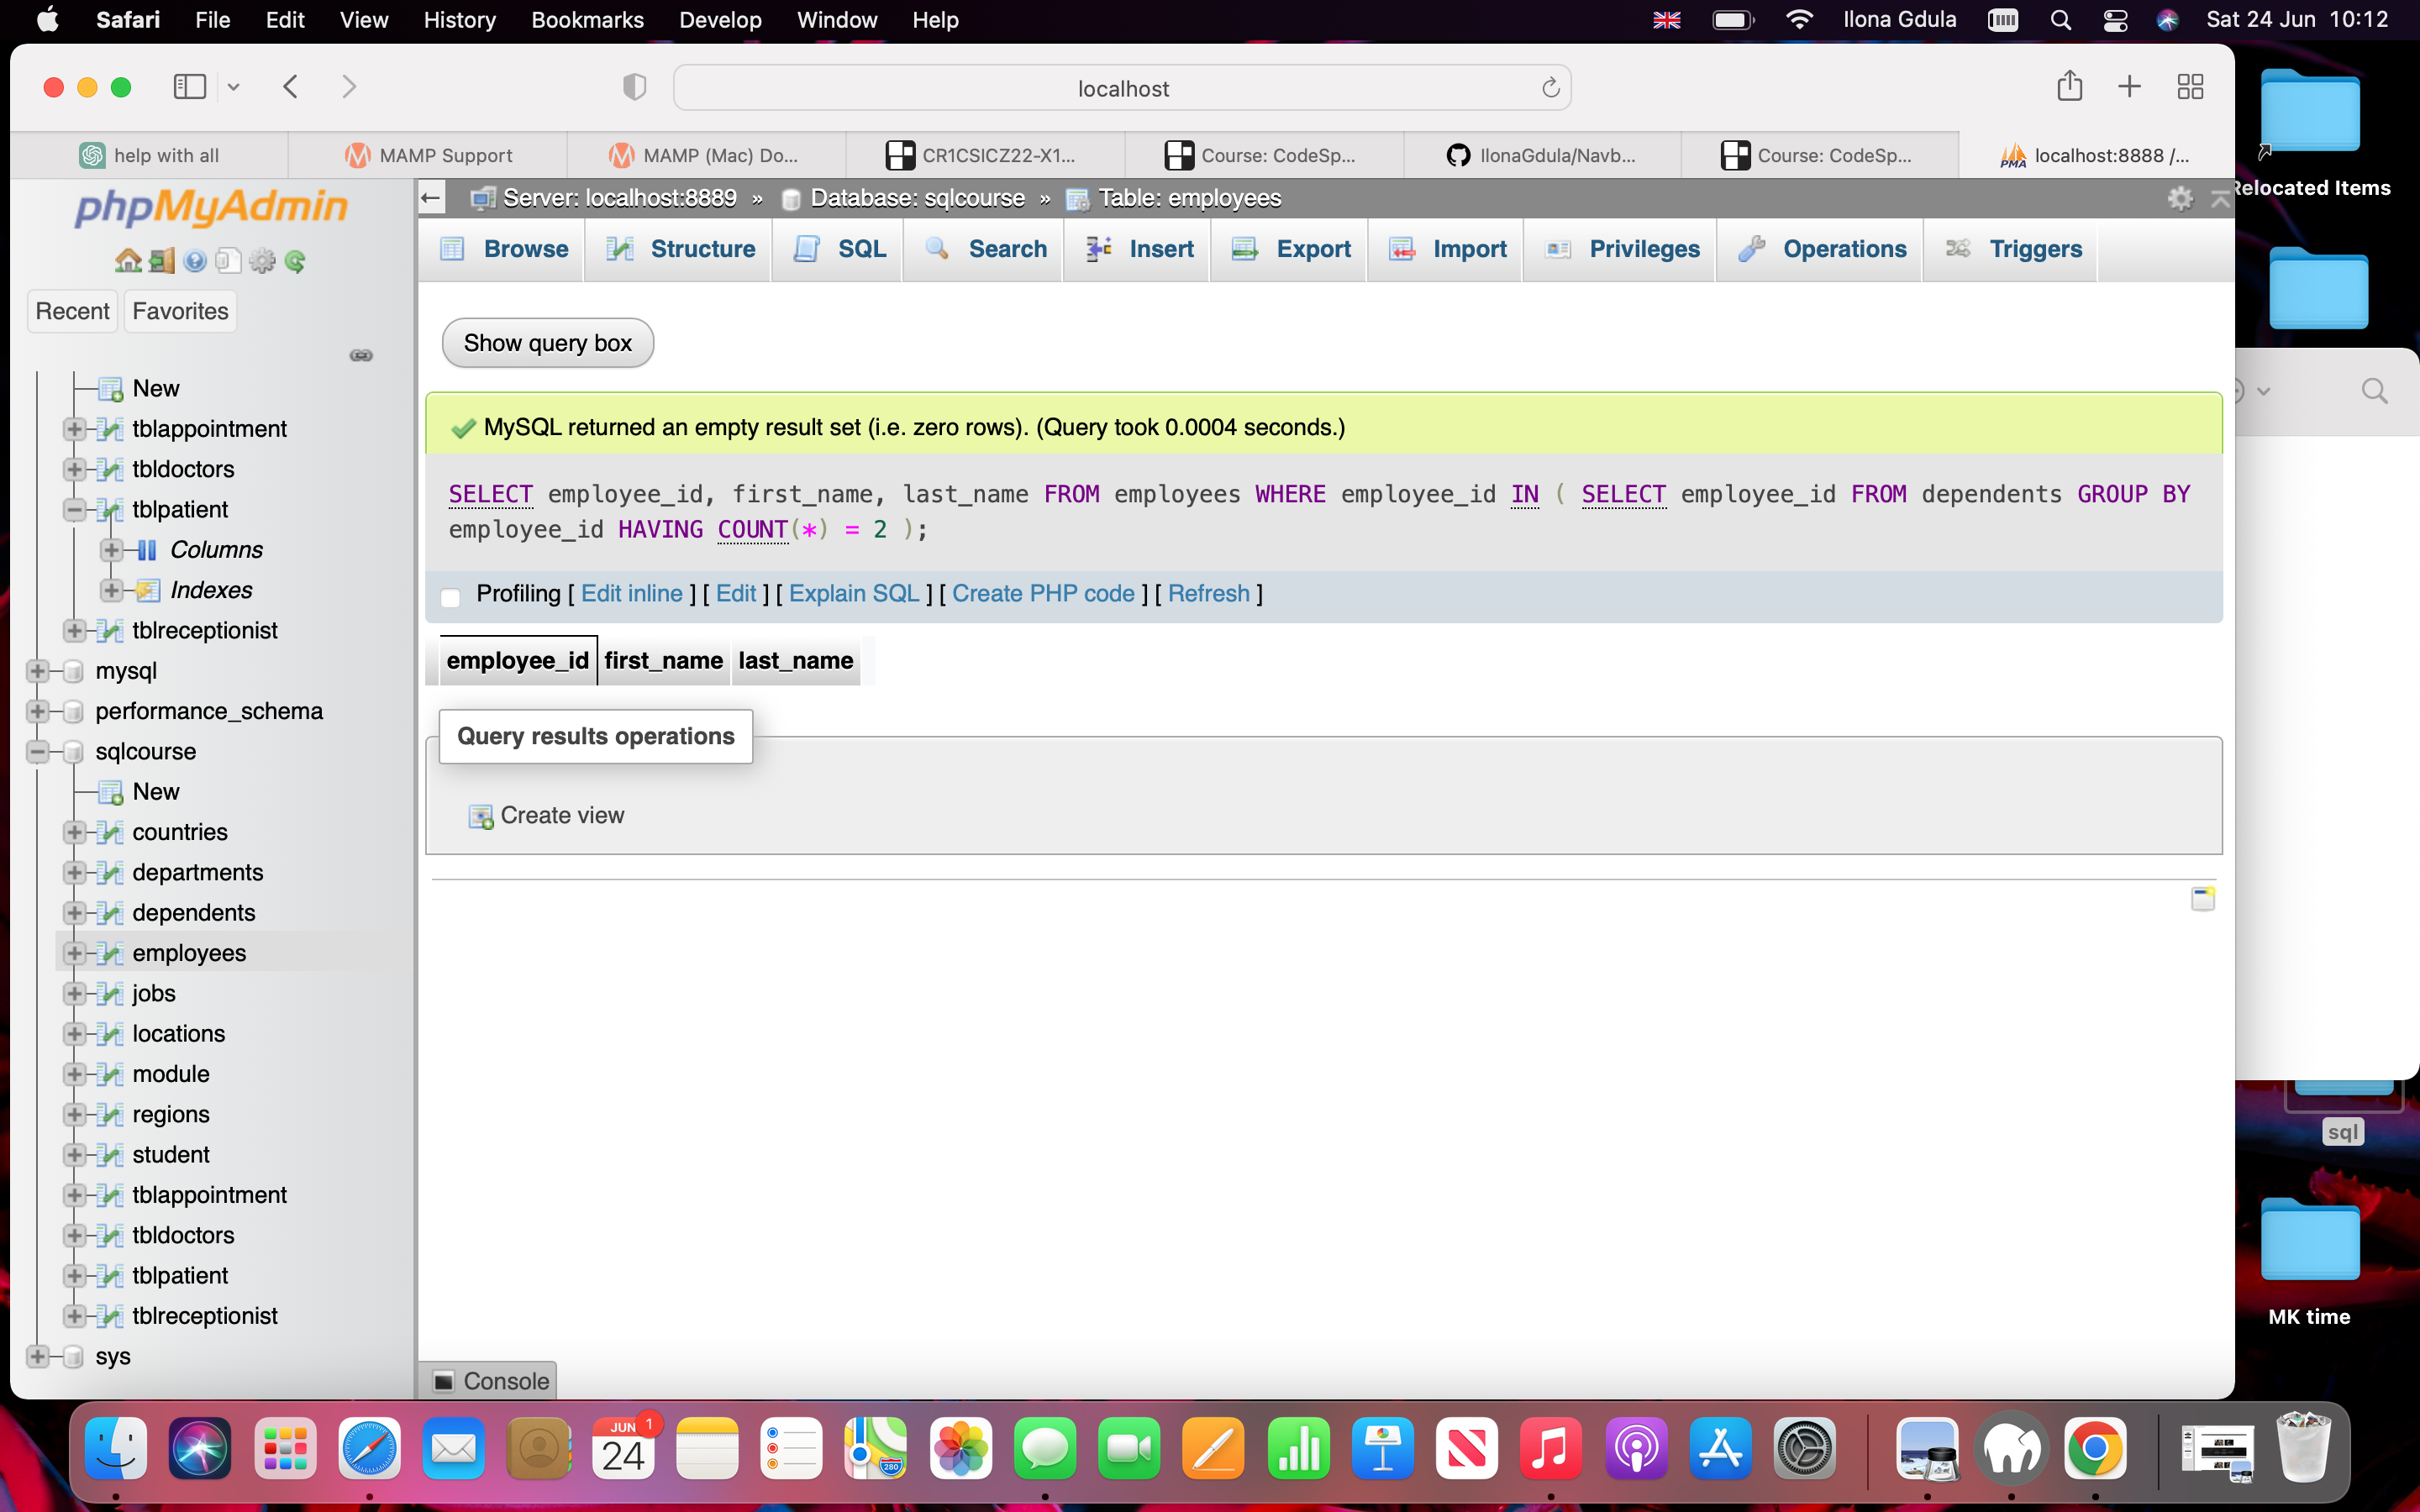 Safari File Edit View History Bookmarks Develop Window Help Ilona Gdula Sat 24 Jun 10:12
localhost
help with all MAMP Support MAMP (Mac) Do... CR1CSICZ22-X1... Course: CodeSp... IlonaGdula/Navb... Course: CodeSp... PMA localhost:8888 /...
phpMyAdmin
Server: localhost:8889 » Database: sqlcourse » Table: employees
Browse Structure SQL Search Insert Export Import Privileges Operations Triggers
Recent Favorites
New
tblappointment
tbldoctors
tblpatient
Columns
Indexes
tblreceptionist
mysql
performance_schema
sqlcourse
New
countries
departments
dependents
employees
jobs
locations
module
regions
student
tblappointment
tbldoctors
tblpatient
tblreceptionist
sys
Show query box
MySQL returned an empty result set (i.e. zero rows). (Query took 0.0004 seconds.)
SELECT employee_id, first_name, last_name FROM employees WHERE employee_id IN ( SELECT employee_id FROM dependents GROUP BY
employee_id HAVING COUNT(*) = 2 );
Profiling [ Edit inline ] [ Edit ] [ Explain SQL ] [ Create PHP code ] [ Refresh ]
employee_id first_name last_name
Query results operations
Create view
Console
Relocated Items
sql
MK time
JUN 1
24
280